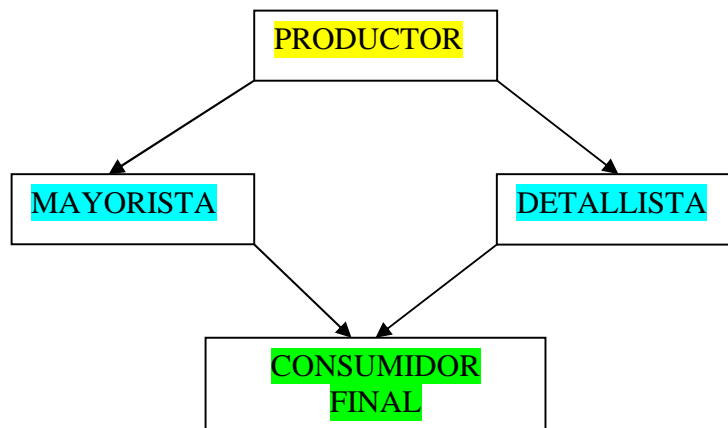 PRODUCTOR
MAYORISTA
DETALLISTA
CONSUMIDOR
FINAL